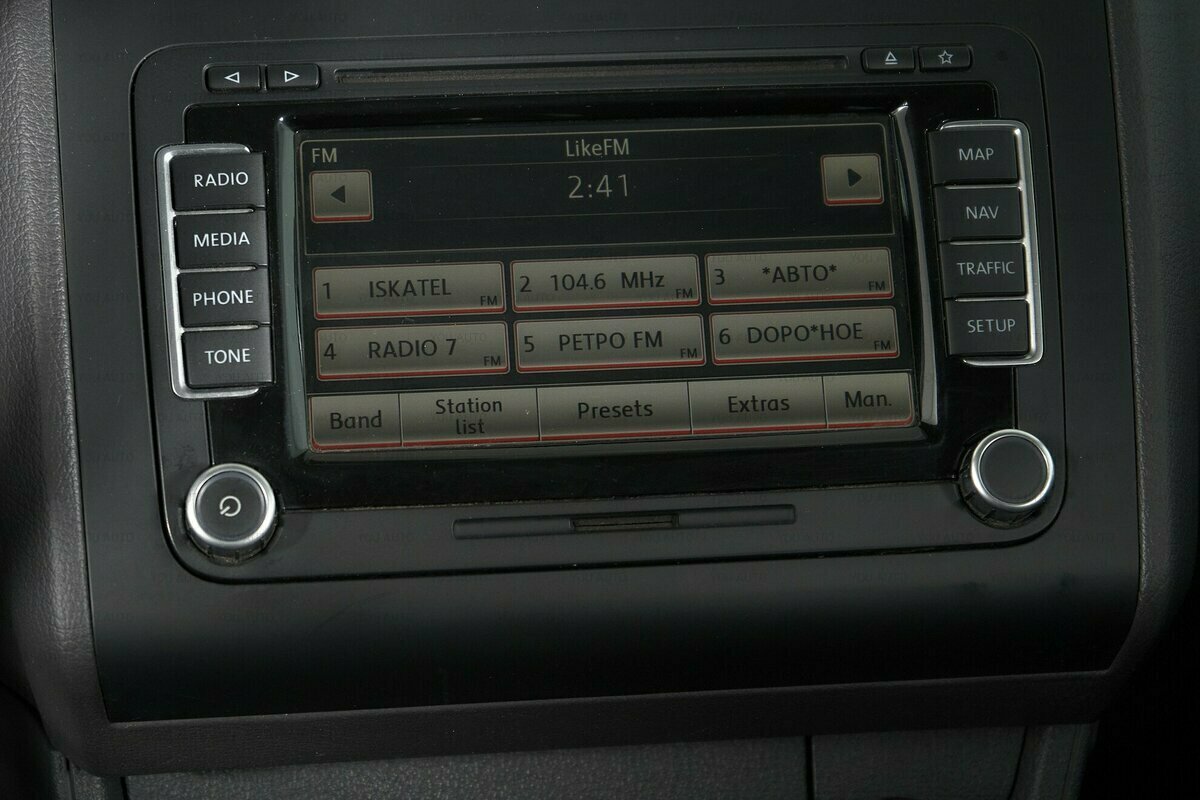 RADIO
MEDIA
PHONE
TONE
FM
LikeFM
2:41
1 ISKATEL FM
2 104.6 MHz FM
3 *АВТО* FM
4 RADIO 7 FM
5 РЕТРО FM FM
6 DOPO*HOE FM
Band
Station
list
Presets
Extras
Man.
MAP
NAV
TRAFFIC
SETUP